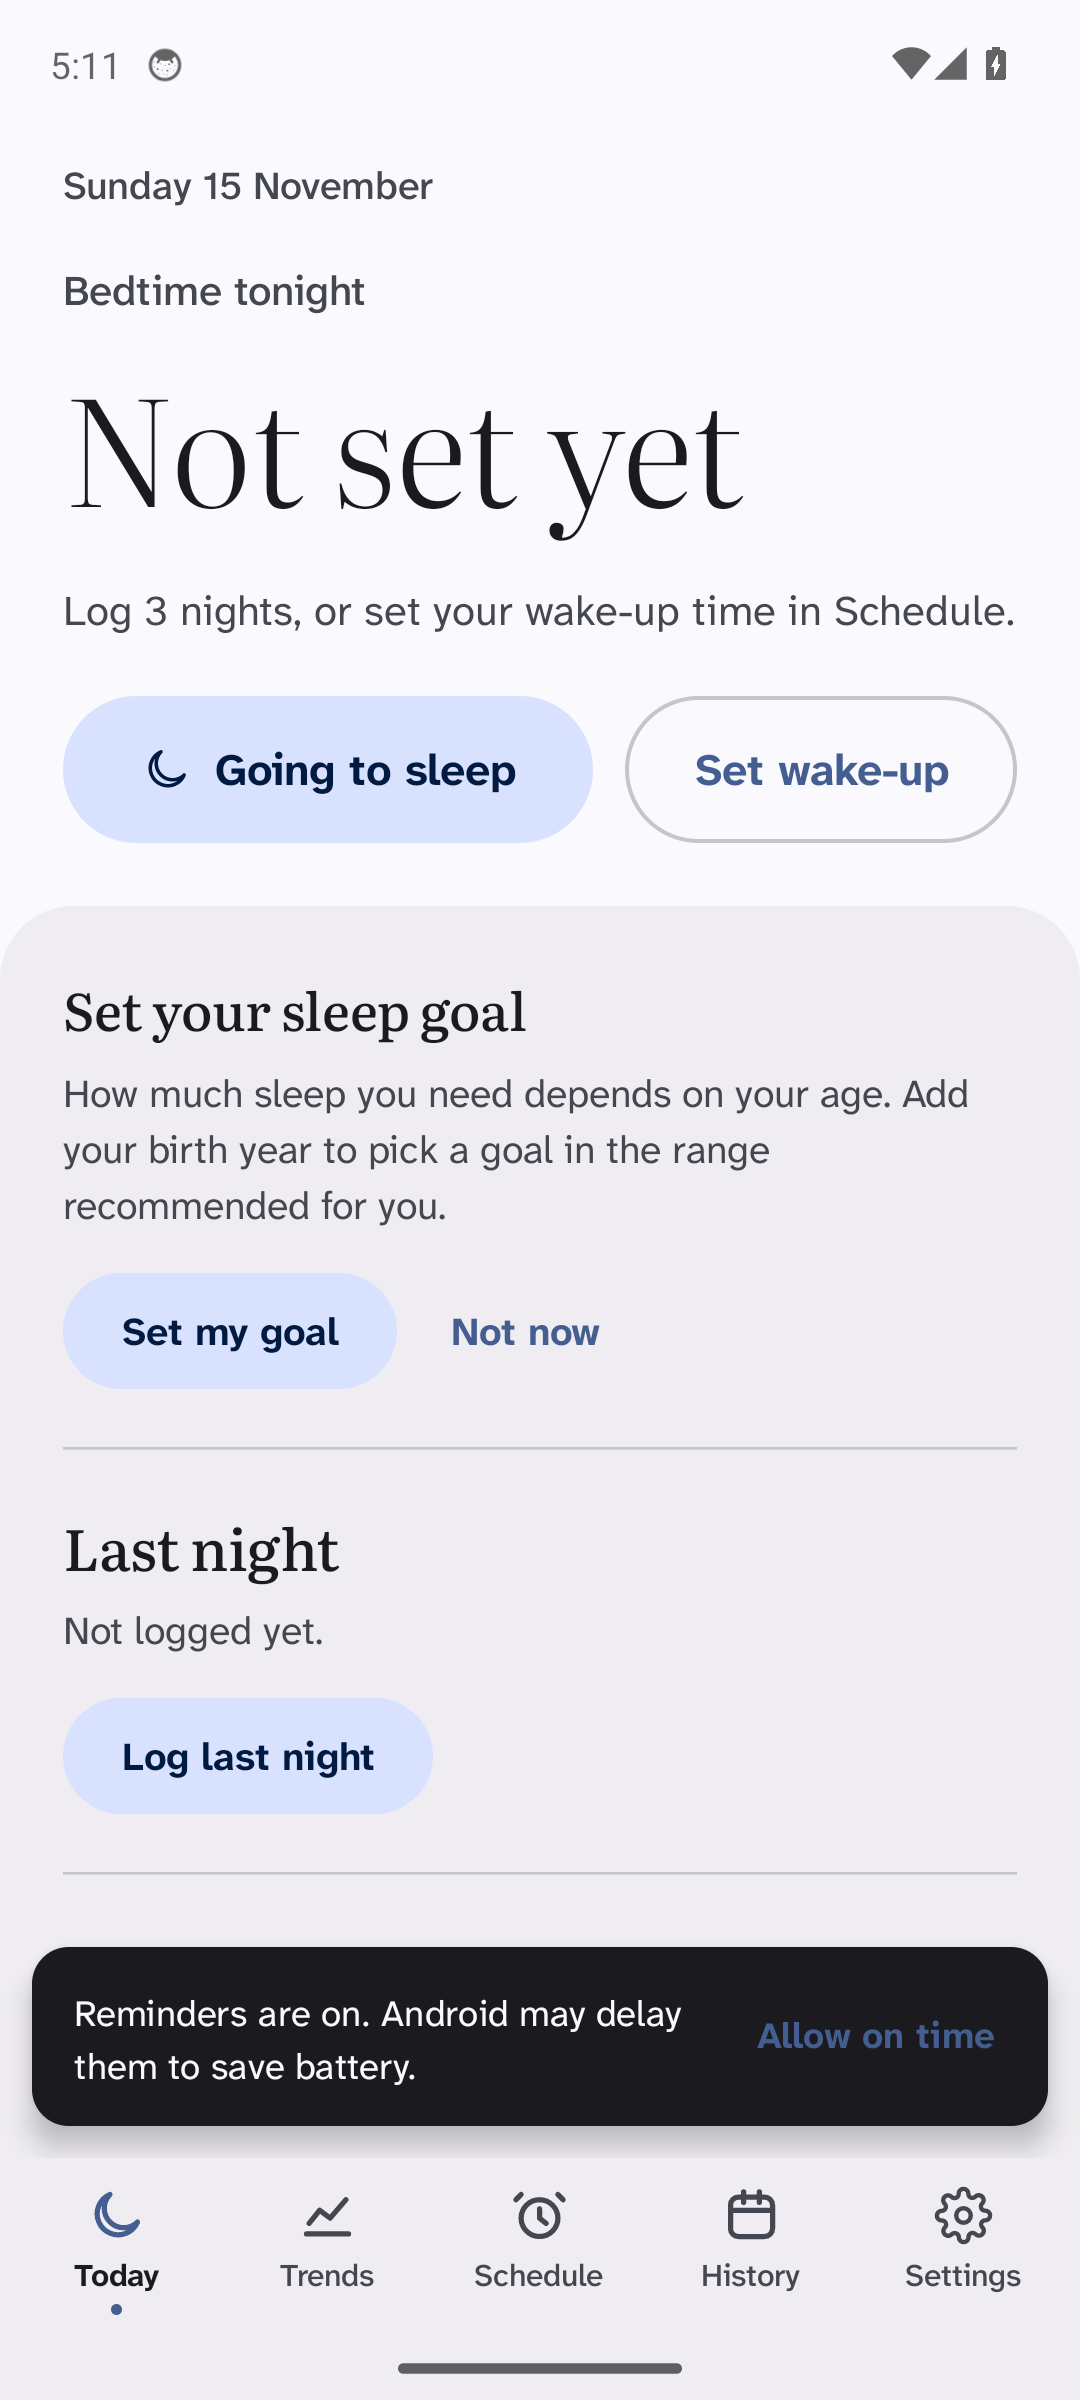 5:11
Sunday 15 November
Bedtime tonight
Not set yet
Log 3 nights, or set your wake-up time in Schedule.
Going to sleep
Set wake-up
Set your sleep goal
How much sleep you need depends on your age. Add
your birth year to pick a goal in the range
recommended for you.
Set my goal
Not now
Last night
Not logged yet.
Log last night
Reminders are on. Android may delay
them to save battery.
Allow on time
Today
Trends
Schedule
History
Settings